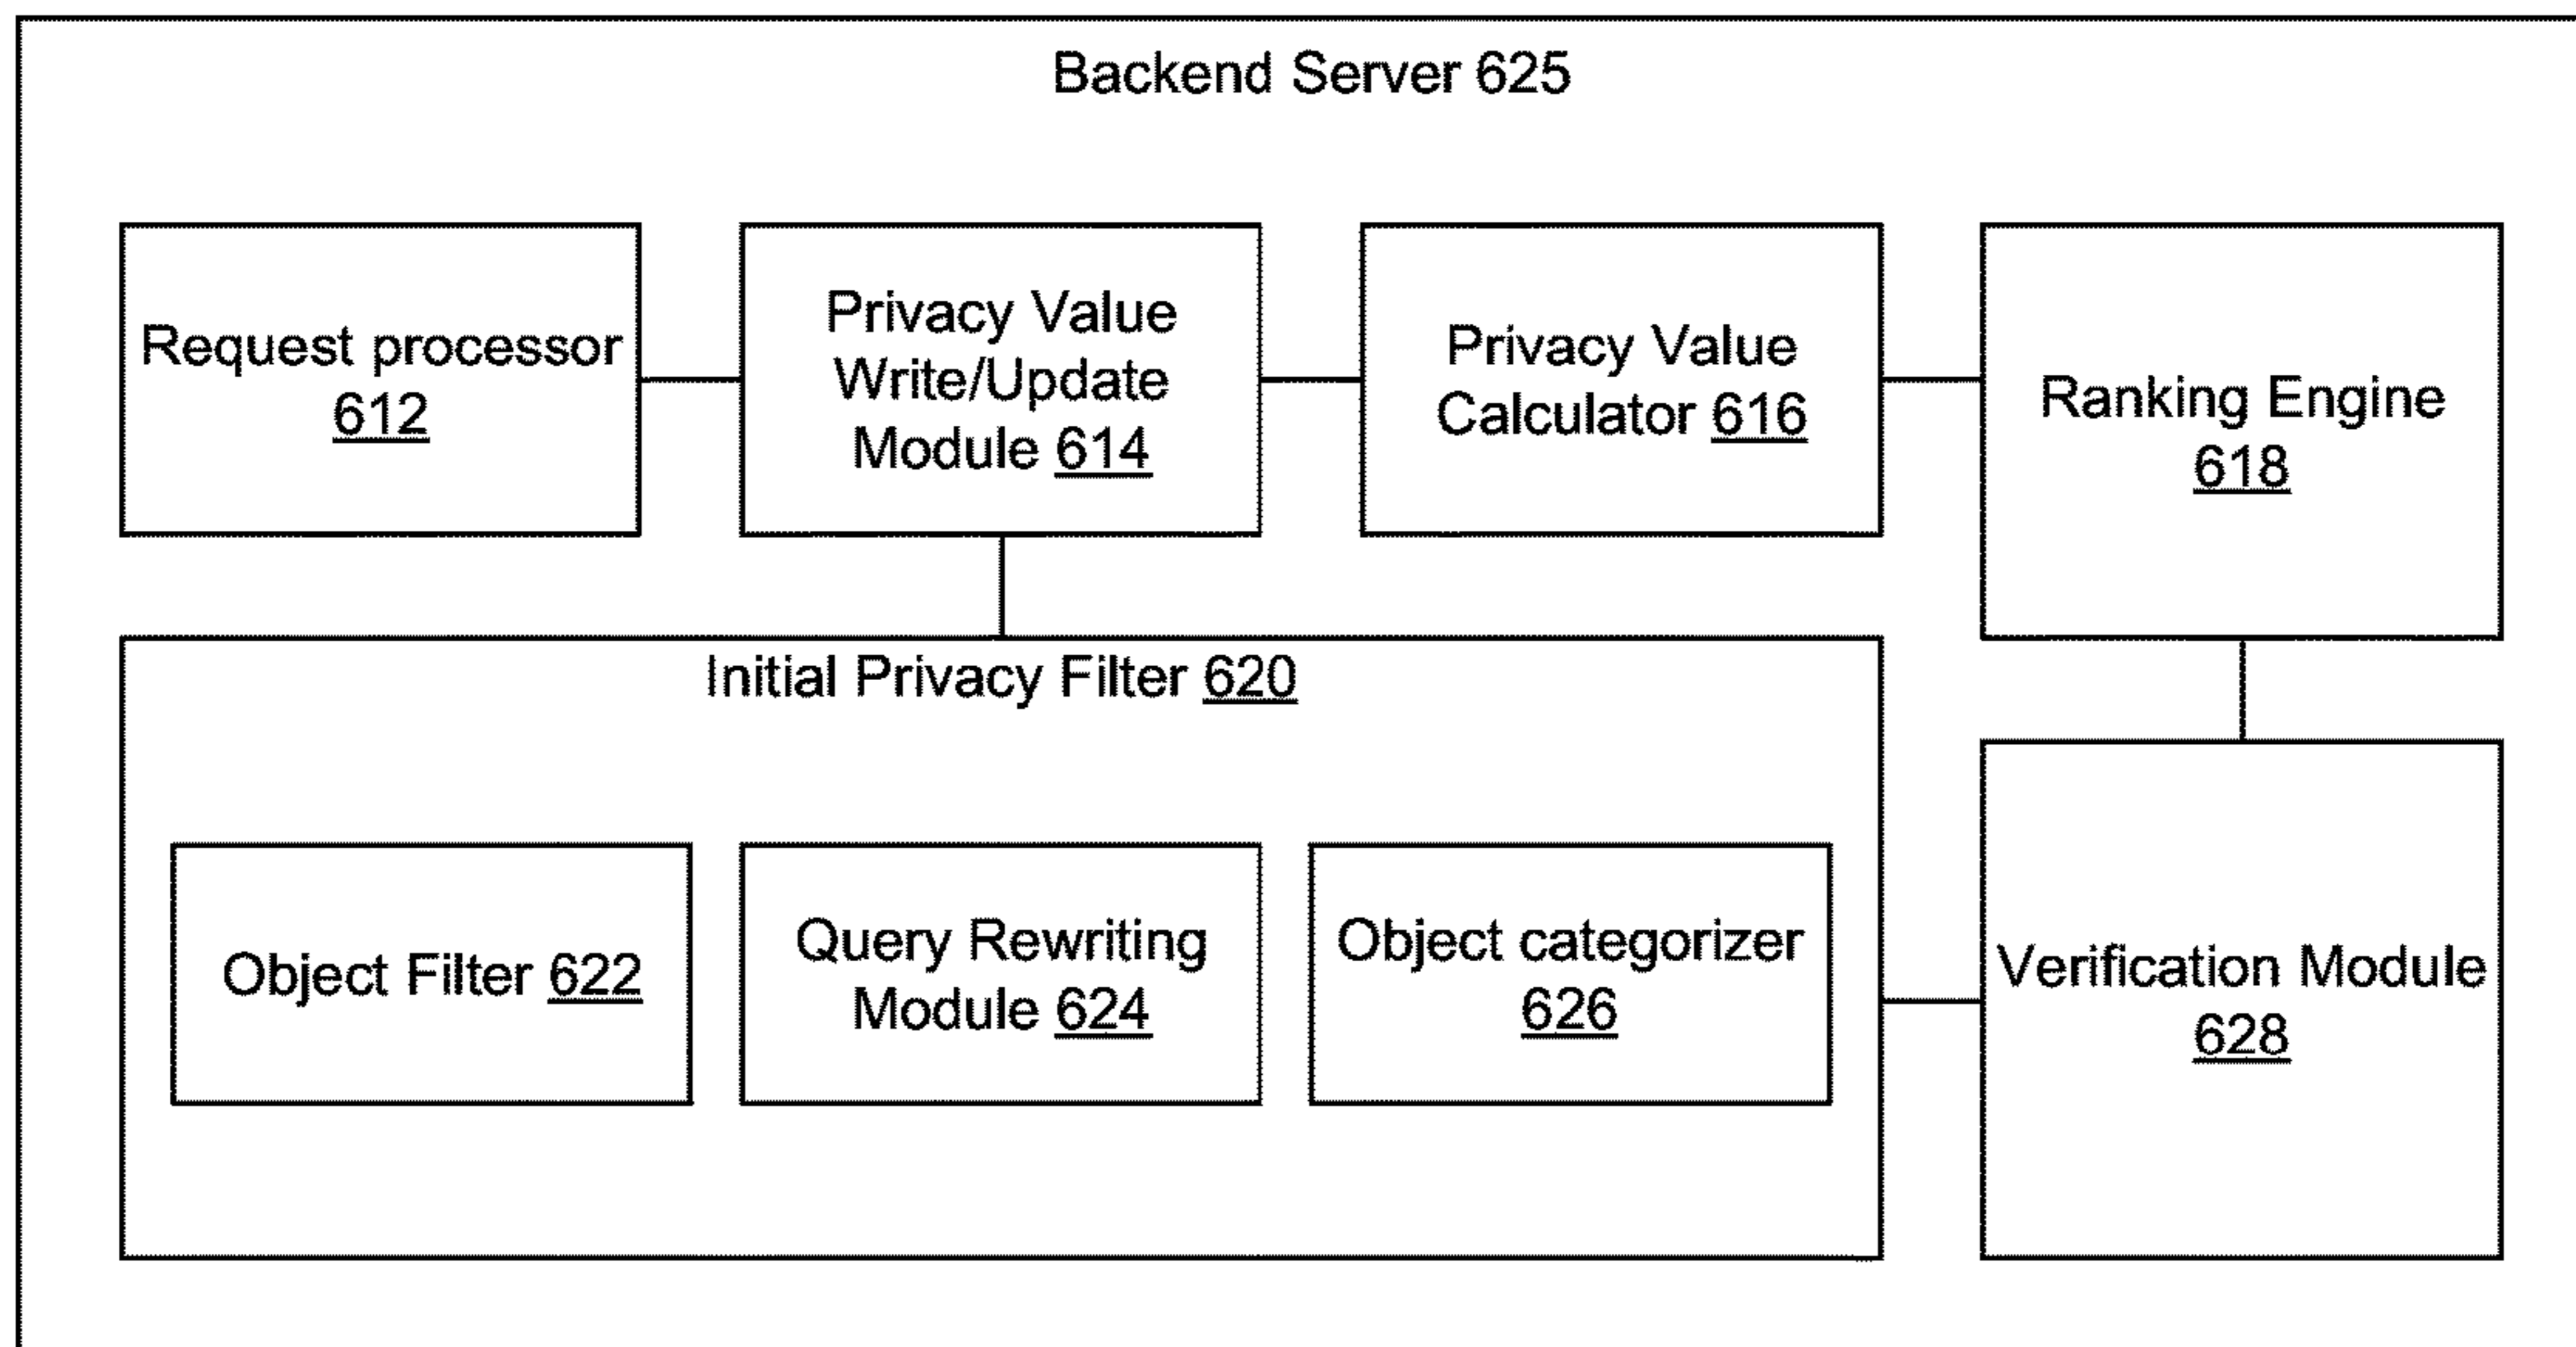 Backend Server 625
Request processor
612
Privacy Value
Write/Update
Module 614
Privacy Value
Calculator 616
Ranking Engine
618
Initial Privacy Filter 620
Object Filter 622
Query Rewriting
Module 624
Object categorizer
626
Verification Module
628